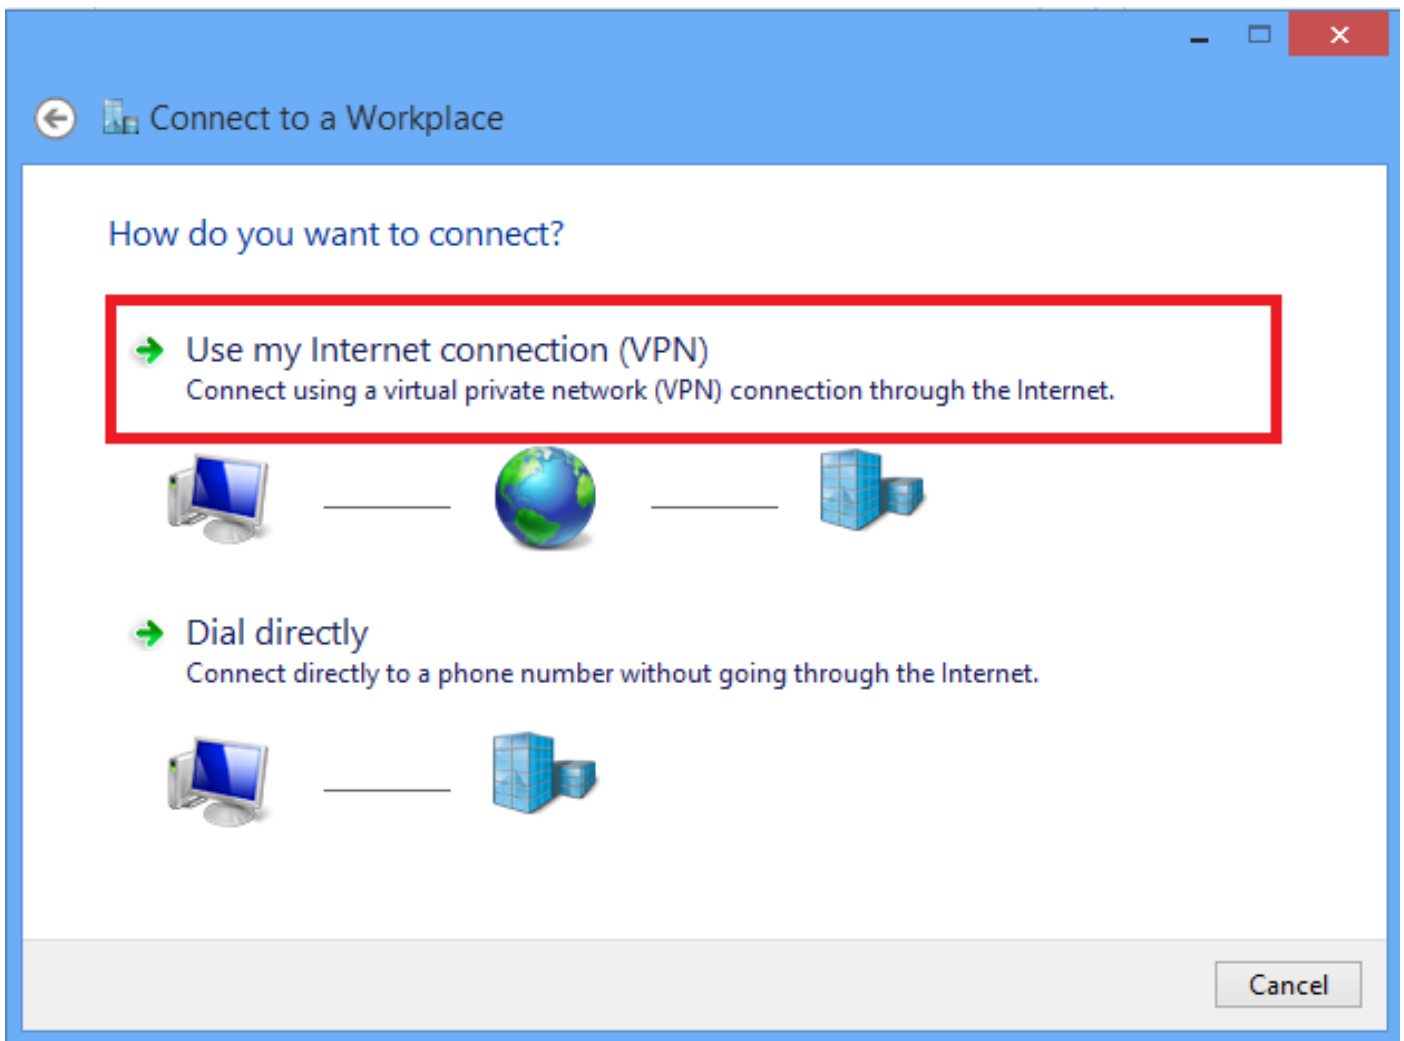 Connect to a Workplace
How do you want to connect?
Use my Internet connection (VPN)
Connect using a virtual private network (VPN) connection through the Internet.
Dial directly
Connect directly to a phone number without going through the Internet.
Cancel